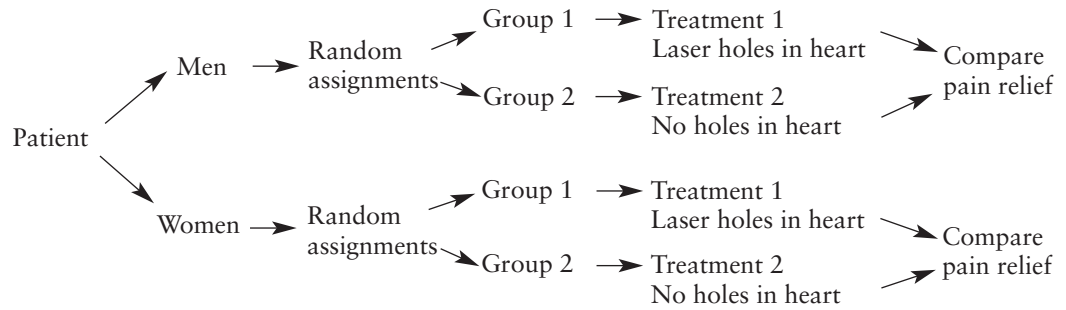 Patient
Men
Random
assignments
Group 1
Treatment 1
Laser holes in heart
Group 2
Treatment 2
No holes in heart
Compare
pain relief
Women
Random
assignments
Group 1
Treatment 1
Laser holes in heart
Group 2
Treatment 2
No holes in heart
Compare
pain relief